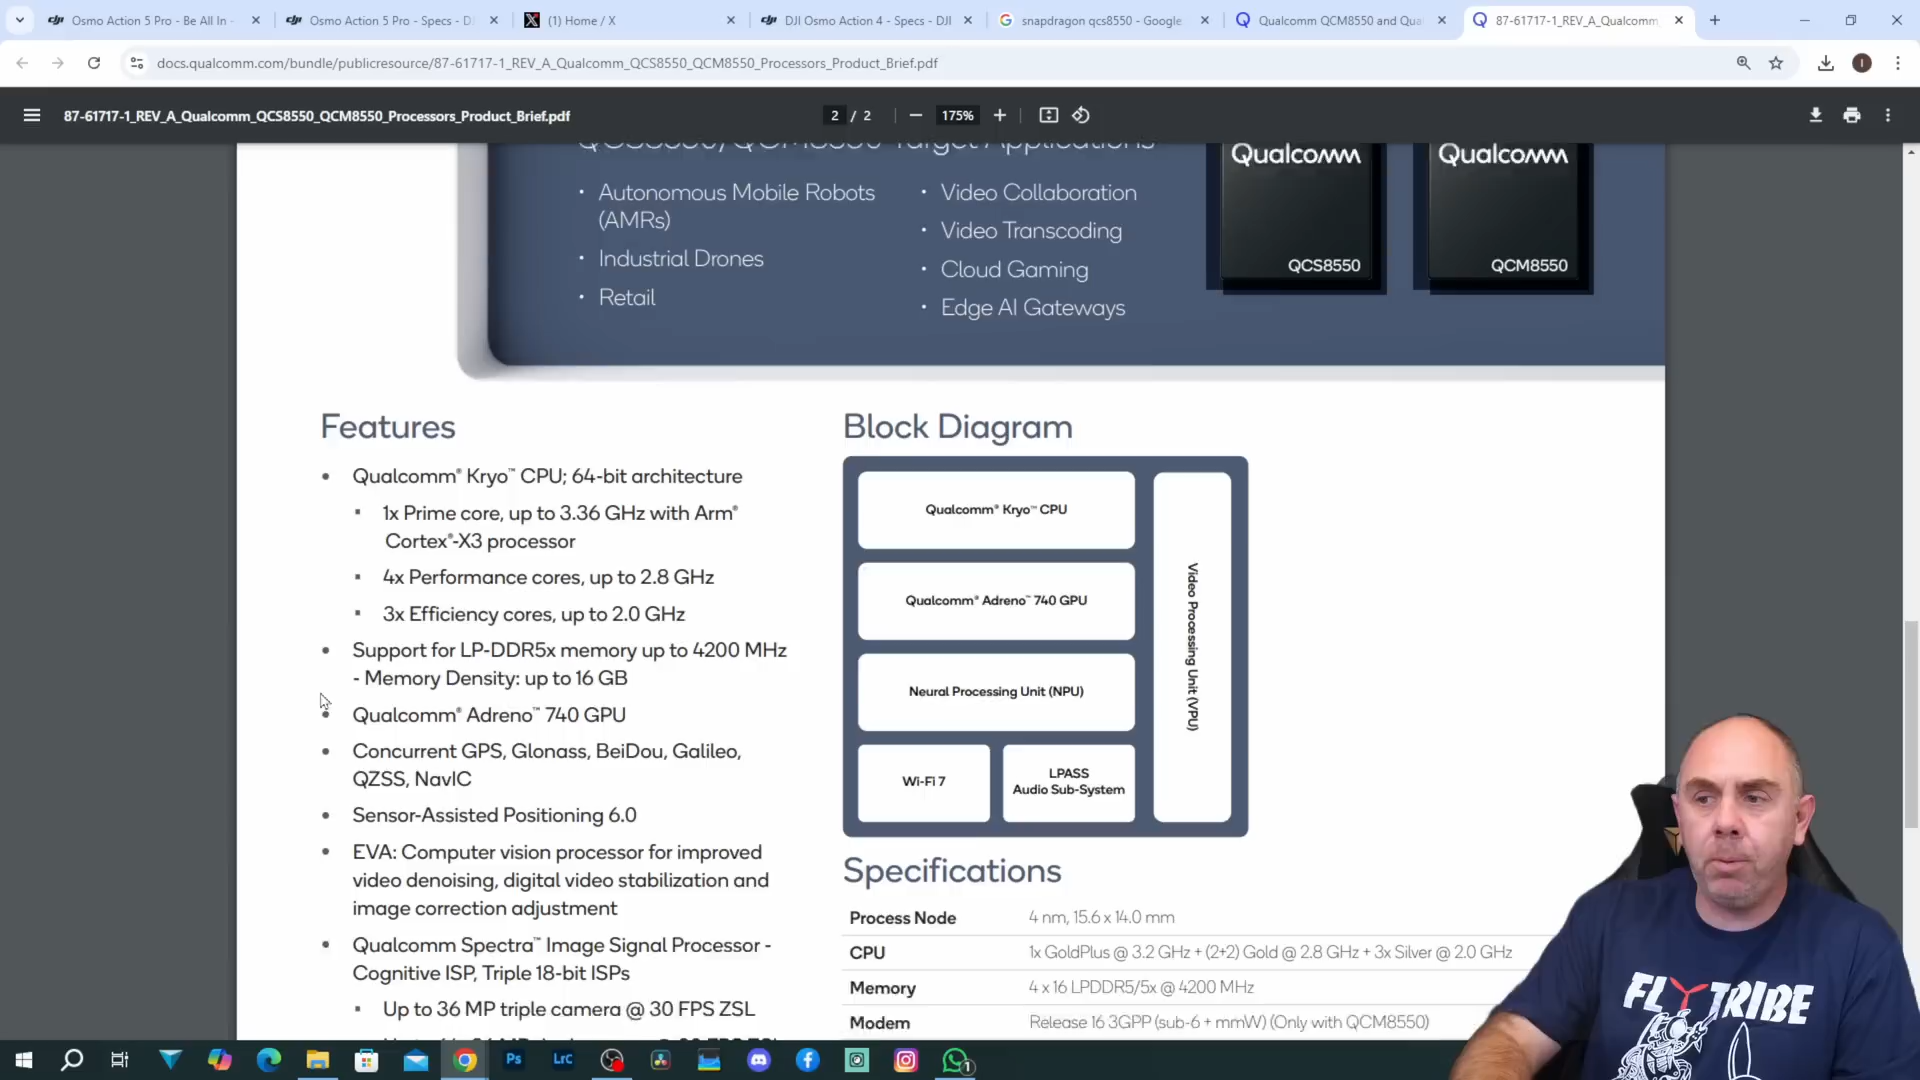 Osmo Action 5 Pro - Be All In -
Osmo Action 5 Pro - Specs - D
(1) Home / X
DJI Osmo Action 4 - Specs - DJI
snapdragon qcs8550 - Google
Qualcomm QCM8550 and Qua
87-61717-1_REV_A_Qualcomm_
docs.qualcomm.com/bundle/publicresource/87-61717-1_REV_A_Qualcomm_QCS8550_QCM8550_Processors_Product_Brief.pdf
87-61717-1_REV_A_Qualcomm_QCS8550_QCM8550_Processors_Product_Brief.pdf
2 / 2
175%
QCS8550/QCM8550 Target Applications
• Autonomous Mobile Robots
(AMRs)
• Industrial Drones
• Retail
• Video Collaboration
• Video Transcoding
• Cloud Gaming
• Edge AI Gateways
Qualcomm
QCS8550
Qualcomm
QCM8550
Features
• Qualcomm® Kryo™ CPU; 64-bit architecture
▪ 1x Prime core, up to 3.36 GHz with Arm®
Cortex®-X3 processor
▪ 4x Performance cores, up to 2.8 GHz
▪ 3x Efficiency cores, up to 2.0 GHz
• Support for LP-DDR5x memory up to 4200 MHz
- Memory Density: up to 16 GB
• Qualcomm® Adreno™ 740 GPU
• Concurrent GPS, Glonass, BeiDou, Galileo,
QZSS, NavIC
• Sensor-Assisted Positioning 6.0
• EVA: Computer vision processor for improved
video denoising, digital video stabilization and
image correction adjustment
• Qualcomm Spectra™ Image Signal Processor -
Cognitive ISP, Triple 18-bit ISPs
▪ Up to 36 MP triple camera @ 30 FPS ZSL
Block Diagram
Qualcomm® Kryo™ CPU
Qualcomm® Adreno™ 740 GPU
Neural Processing Unit (NPU)
Wi-Fi 7
LPASS
Audio Sub-System
Video Processing Unit (VPU)
Specifications
Process Node 4 nm, 15.6 x 14.0 mm
CPU 1x GoldPlus @ 3.2 GHz + (2+2) Gold @ 2.8 GHz + 3x Silver @ 2.0 GHz
Memory 4 x 16 LPDDR5/5x @ 4200 MHz
Modem Release 16 3GPP (sub-6 + mmW) (Only with QCM8550)
FLYTRIBE
Ps
LrC
1